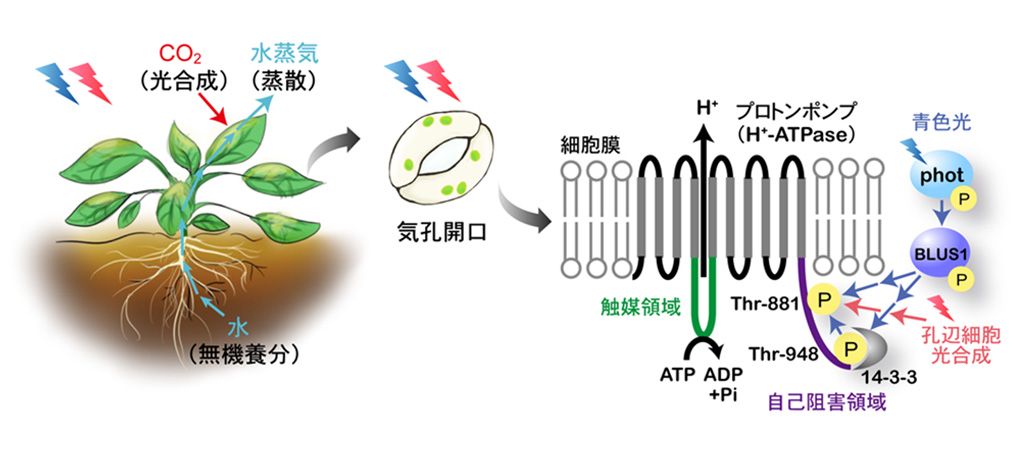 CO₂
(光合成)
水蒸気
(蒸散)
水
(無機養分)
気孔開口
細胞膜
H⁺
プロトンポンプ
(H⁺-ATPase)
触媒領域
ATP ADP
+Pi
Thr-881
P
Thr-948
P
14-3-3
自己阻害領域
青色光
phot
P
BLUS1
P
孔辺細胞
光合成